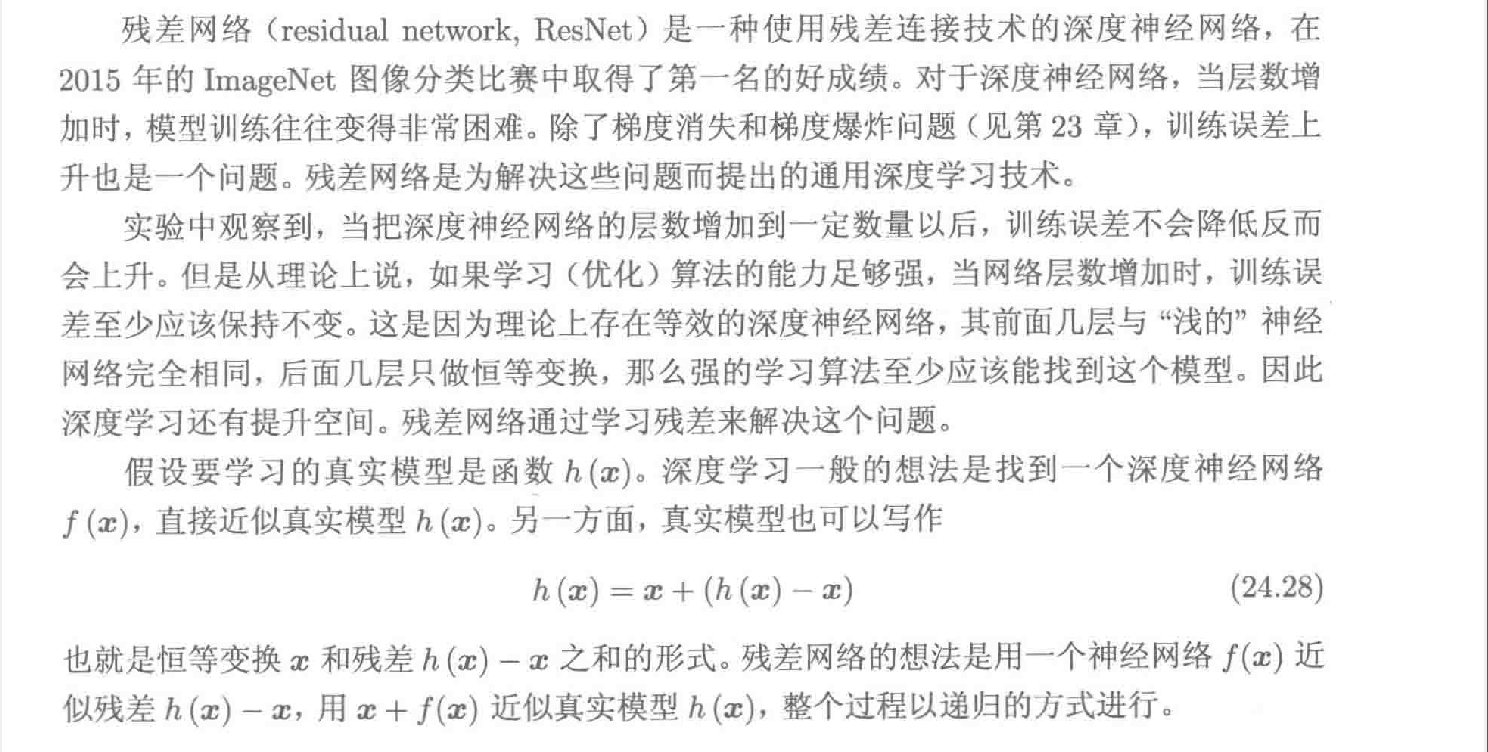 残差网络（residual network, ResNet）是一种使用残差连接技术的深度神经网络，在
2015 年的 ImageNet 图像分类比赛中取得了第一名的好成绩。对于深度神经网络，当层数增
加时，模型训练往往变得非常困难。除了梯度消失和梯度爆炸问题（见第 23 章），训练误差上
升也是一个问题。残差网络是为解决这些问题而提出的通用深度学习技术。
实验中观察到，当把深度神经网络的层数增加到一定数量以后，训练误差不会降低反而
会上升。但是从理论上说，如果学习（优化）算法的能力足够强，当网络层数增加时，训练误
差至少应该保持不变。这是因为理论上存在等效的深度神经网络，其前面几层与 “浅的” 神经
网络完全相同，后面几层只做恒等变换，那么强的学习算法至少应该能找到这个模型。因此
深度学习还有提升空间。残差网络通过学习残差来解决这个问题。
假设要学习的真实模型是函数 h (x)。深度学习一般的想法是找到一个深度神经网络
f (x)，直接近似真实模型 h (x)。另一方面，真实模型也可以写作
h (x) = x + (h (x) − x) (24.28)
也就是恒等变换 x 和残差 h (x) − x 之和的形式。残差网络的想法是用一个神经网络 f(x) 近
似残差 h (x) − x，用 x + f(x) 近似真实模型 h (x)，整个过程以递归的方式进行。